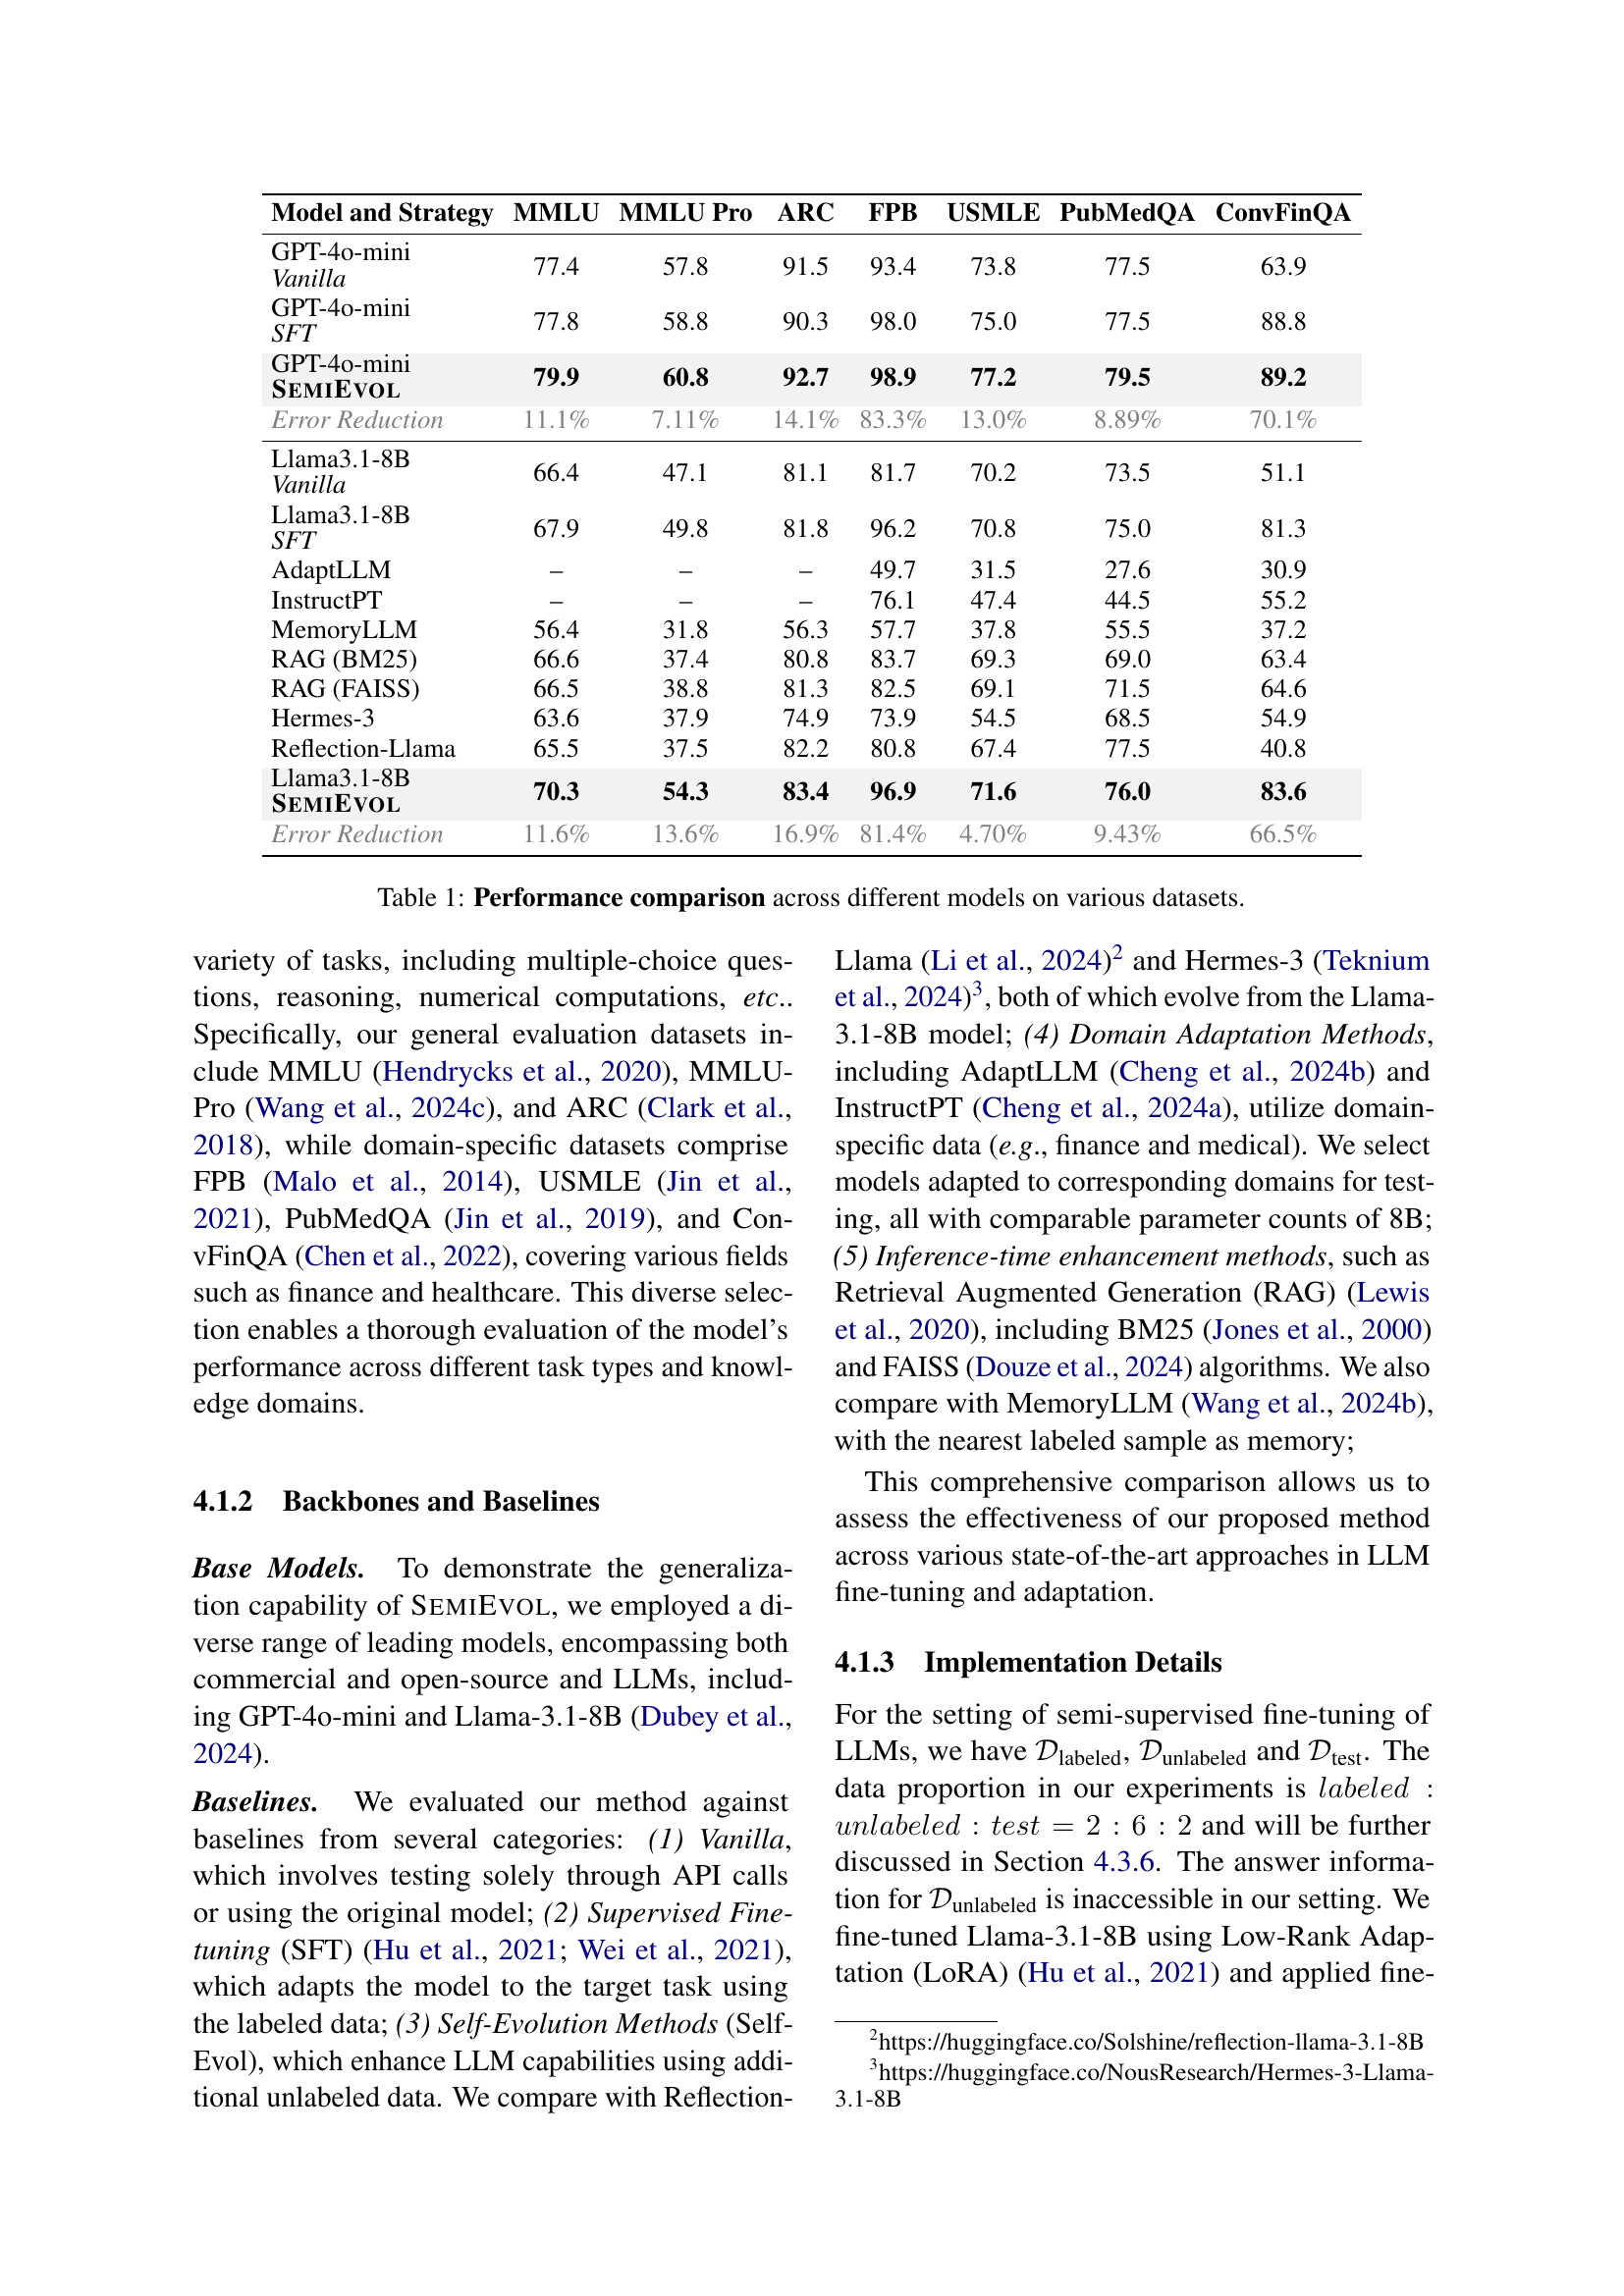 Model and Strategy MMLU MMLU Pro ARC FPB USMLE PubMedQA ConvFinQA
GPT-4o-mini
Vanilla 77.4 57.8 91.5 93.4 73.8 77.5 63.9
GPT-4o-mini
SFT 77.8 58.8 90.3 98.0 75.0 77.5 88.8
GPT-4o-mini
SEMIEVOL 79.9 60.8 92.7 98.9 77.2 79.5 89.2
Error Reduction 11.1% 7.11% 14.1% 83.3% 13.0% 8.89% 70.1%
Llama3.1-8B
Vanilla 66.4 47.1 81.1 81.7 70.2 73.5 51.1
Llama3.1-8B
SFT 67.9 49.8 81.8 96.2 70.8 75.0 81.3
AdaptLLM – – – 49.7 31.5 27.6 30.9
InstructPT – – – 76.1 47.4 44.5 55.2
MemoryLLM 56.4 31.8 56.3 57.7 37.8 55.5 37.2
RAG (BM25) 66.6 37.4 80.8 83.7 69.3 69.0 63.4
RAG (FAISS) 66.5 38.8 81.3 82.5 69.1 71.5 64.6
Hermes-3 63.6 37.9 74.9 73.9 54.5 68.5 54.9
Reflection-Llama 65.5 37.5 82.2 80.8 67.4 77.5 40.8
Llama3.1-8B
SEMIEVOL 70.3 54.3 83.4 96.9 71.6 76.0 83.6
Error Reduction 11.6% 13.6% 16.9% 81.4% 4.70% 9.43% 66.5%
Table 1: Performance comparison across different models on various datasets.
variety of tasks, including multiple-choice ques-
tions, reasoning, numerical computations, etc..
Specifically, our general evaluation datasets in-
clude MMLU (Hendrycks et al., 2020), MMLU-
Pro (Wang et al., 2024c), and ARC (Clark et al.,
2018), while domain-specific datasets comprise
FPB (Malo et al., 2014), USMLE (Jin et al.,
2021), PubMedQA (Jin et al., 2019), and Con-
vFinQA (Chen et al., 2022), covering various fields
such as finance and healthcare. This diverse selec-
tion enables a thorough evaluation of the model's
performance across different task types and knowl-
edge domains.
4.1.2 Backbones and Baselines
Base Models. To demonstrate the generaliza-
tion capability of SEMIEVOL, we employed a di-
verse range of leading models, encompassing both
commercial and open-source and LLMs, includ-
ing GPT-4o-mini and Llama-3.1-8B (Dubey et al.,
2024).
Baselines. We evaluated our method against
baselines from several categories: (1) Vanilla,
which involves testing solely through API calls
or using the original model; (2) Supervised Fine-
tuning (SFT) (Hu et al., 2021; Wei et al., 2021),
which adapts the model to the target task using
the labeled data; (3) Self-Evolution Methods (Self-
Evol), which enhance LLM capabilities using addi-
tional unlabeled data. We compare with Reflection-
Llama (Li et al., 2024)2 and Hermes-3 (Teknium
et al., 2024)3, both of which evolve from the Llama-
3.1-8B model; (4) Domain Adaptation Methods,
including AdaptLLM (Cheng et al., 2024b) and
InstructPT (Cheng et al., 2024a), utilize domain-
specific data (e.g., finance and medical). We select
models adapted to corresponding domains for test-
ing, all with comparable parameter counts of 8B;
(5) Inference-time enhancement methods, such as
Retrieval Augmented Generation (RAG) (Lewis
et al., 2020), including BM25 (Jones et al., 2000)
and FAISS (Douze et al., 2024) algorithms. We also
compare with MemoryLLM (Wang et al., 2024b),
with the nearest labeled sample as memory;
This comprehensive comparison allows us to
assess the effectiveness of our proposed method
across various state-of-the-art approaches in LLM
fine-tuning and adaptation.
4.1.3 Implementation Details
For the setting of semi-supervised fine-tuning of
LLMs, we have Dlabeled, Dunlabeled and Dtest. The
data proportion in our experiments is labeled :
unlabeled : test = 2 : 6 : 2 and will be further
discussed in Section 4.3.6. The answer informa-
tion for Dunlabeled is inaccessible in our setting. We
fine-tuned Llama-3.1-8B using Low-Rank Adap-
tation (LoRA) (Hu et al., 2021) and applied fine-
2https://huggingface.co/Solshine/reflection-llama-3.1-8B
3https://huggingface.co/NousResearch/Hermes-3-Llama-
3.1-8B